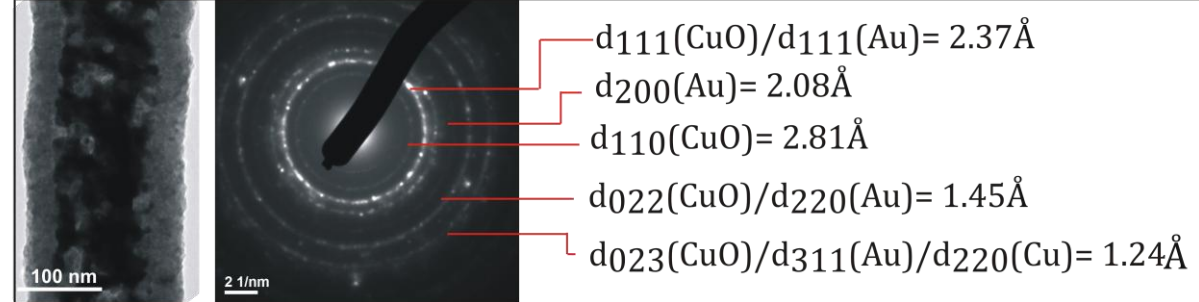 d111(CuO)/d111(Au)= 2.37Å
d200(Au)= 2.08Å
d110(CuO)= 2.81Å
d022(CuO)/d220(Au)= 1.45Å
d023(CuO)/d311(Au)/d220(Cu)= 1.24Å
100 nm
2 1/nm